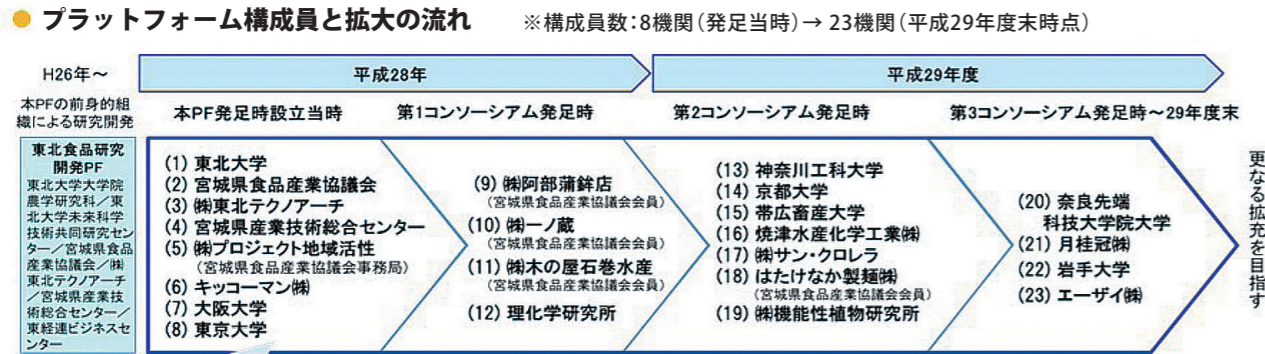 プラットフォーム構成員と拡大の流れ ※構成員数:8機関(発足当時)→ 23機関(平成29年度末時点)
H26年～
平成28年
平成29年度
本PFの前身的組
織による研究開発
本PF発足時設立当時
第1コンソーシアム発足時
第2コンソーシアム発足時
第3コンソーシアム発足時～29年度末
東北食品研究
開発PF
東北大学大学院
農学研究科／東
北大学未来科学
技術共同研究セン
ター／宮城県食品
産業協議会／㈱
東北テクノアーチ
／宮城県産業技
術総合センター／
東経連ビジネスセ
ンター
(1) 東北大学
(2) 宮城県食品産業協議会
(3) ㈱東北テクノアーチ
(4) 宮城県産業技術総合センター
(5) ㈱プロジェクト地域活性
(宮城県食品産業協議会事務局)
(6) キッコーマン㈱
(7) 大阪大学
(8) 東京大学
(9) ㈱阿部蒲鉾店
(宮城県食品産業協議会会員)
(10) ㈱一ノ蔵
(宮城県食品産業協議会会員)
(11) ㈱木の屋石巻水産
(宮城県食品産業協議会会員)
(12) 理化学研究所
(13) 神奈川工科大学
(14) 京都大学
(15) 帯広畜産大学
(16) 焼津水産化学工業㈱
(17) ㈱サン・クロレラ
(18) はたけなか製麺㈱
(宮城県食品産業協議会会員)
(19) ㈱機能性植物研究所
(20) 奈良先端
科技大学院大学
(21) 月桂冠㈱
(22) 岩手大学
(23) エーザイ㈱
更なる拡充を目指す